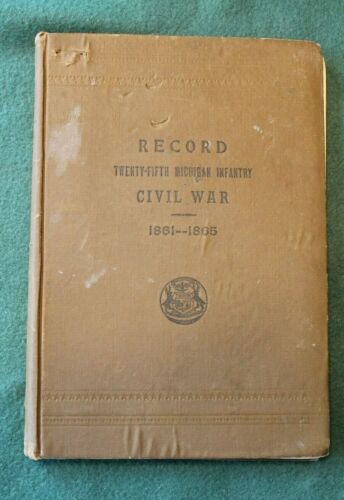 RECORD
TWENTY-FIFTH MICHIGAN INFANTRY
CIVIL WAR
1861--1865